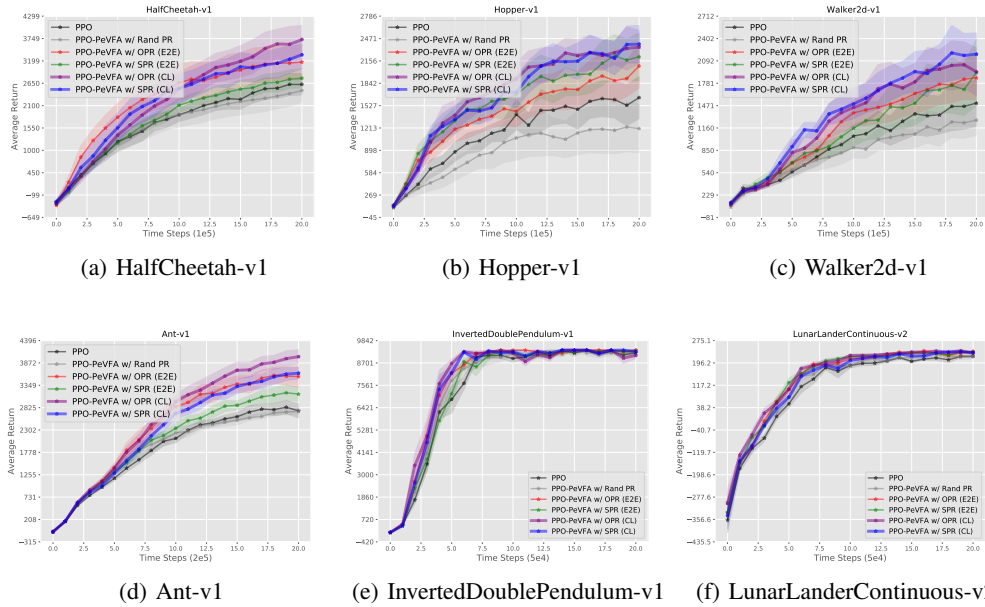 HalfCheetah-v1
4299
3749
3199
2650
2100
1550
1000
450
−99
−649
Average Return
PPO
PPO-PeVFA w/ Rand PR
PPO-PeVFA w/ OPR (E2E)
PPO-PeVFA w/ SPR (E2E)
PPO-PeVFA w/ OPR (CL)
PPO-PeVFA w/ SPR (CL)
0.0 2.5 5.0 7.5 10.0 12.5 15.0 17.5 20.0
Time Steps (1e5)
(a) HalfCheetah-v1
Hopper-v1
2786
2471
2156
1842
1527
1213
898
584
269
−45
Average Return
PPO
PPO-PeVFA w/ Rand PR
PPO-PeVFA w/ OPR (E2E)
PPO-PeVFA w/ SPR (E2E)
PPO-PeVFA w/ OPR (CL)
PPO-PeVFA w/ SPR (CL)
0.0 2.5 5.0 7.5 10.0 12.5 15.0 17.5 20.0
Time Steps (1e5)
(b) Hopper-v1
Walker2d-v1
2712
2402
2092
1781
1471
1160
850
540
229
−81
Average Return
PPO
PPO-PeVFA w/ Rand PR
PPO-PeVFA w/ OPR (E2E)
PPO-PeVFA w/ SPR (E2E)
PPO-PeVFA w/ OPR (CL)
PPO-PeVFA w/ SPR (CL)
0.0 2.5 5.0 7.5 10.0 12.5 15.0 17.5 20.0
Time Steps (1e5)
(c) Walker2d-v1
Ant-v1
4396
3872
3349
2825
2302
1778
1255
731
208
−315
Average Return
PPO
PPO-PeVFA w/ Rand PR
PPO-PeVFA w/ OPR (E2E)
PPO-PeVFA w/ SPR (E2E)
PPO-PeVFA w/ OPR (CL)
PPO-PeVFA w/ SPR (CL)
0.0 2.5 5.0 7.5 10.0 12.5 15.0 17.5 20.0
Time Steps (2e5)
(d) Ant-v1
InvertedDoublePendulum-v1
9842
8701
7561
6421
5281
4141
3000
1860
720
−420
Average Return
PPO
PPO-PeVFA w/ Rand PR
PPO-PeVFA w/ OPR (E2E)
PPO-PeVFA w/ SPR (E2E)
PPO-PeVFA w/ OPR (CL)
PPO-PeVFA w/ SPR (CL)
0.0 2.5 5.0 7.5 10.0 12.5 15.0 17.5 20.0
Time Steps (5e4)
(e) InvertedDoublePendulum-v1
LunarLanderContinuous-v2
275.1
196.2
117.2
38.2
−40.7
−119.7
−198.6
−277.6
−356.6
−435.5
Average Return
PPO
PPO-PeVFA w/ Rand PR
PPO-PeVFA w/ OPR (E2E)
PPO-PeVFA w/ SPR (E2E)
PPO-PeVFA w/ OPR (CL)
PPO-PeVFA w/ SPR (CL)
0.0 2.5 5.0 7.5 10.0 12.5 15.0 17.5 20.0
Time Steps (5e4)
(f) LunarLanderContinuous-v2